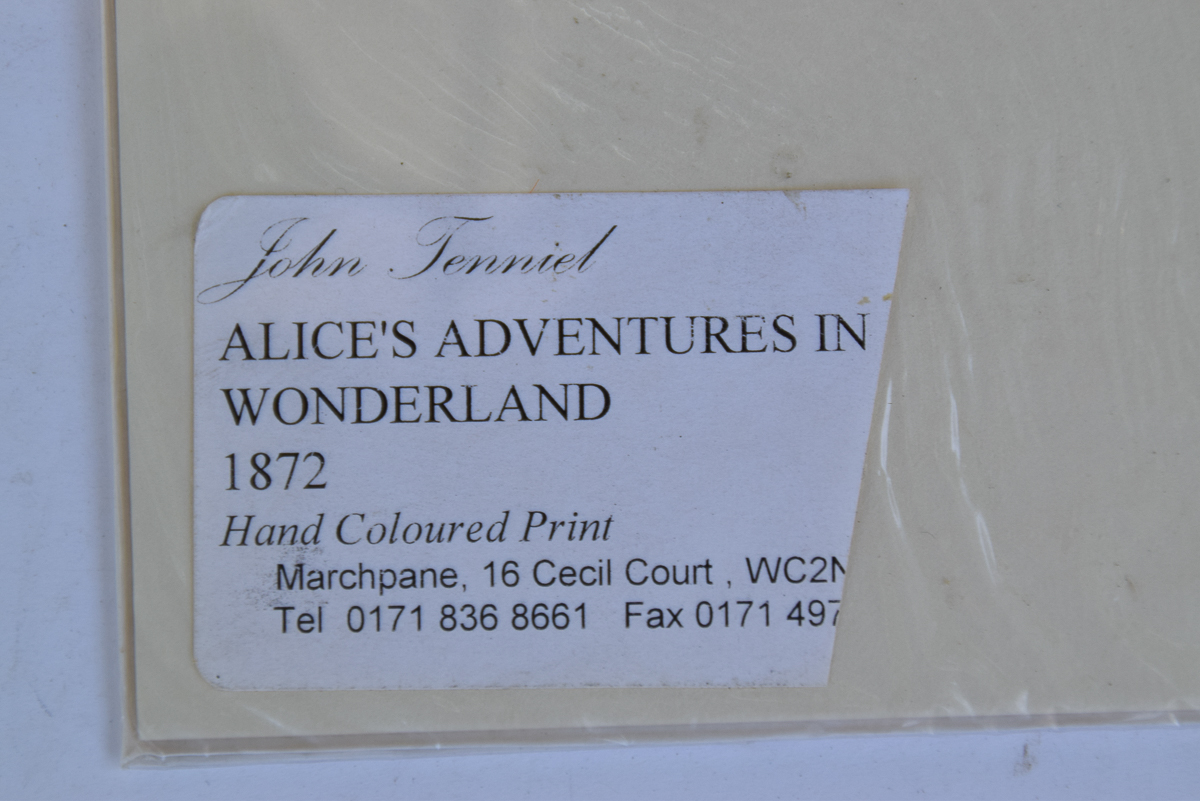 John Tenniel
ALICE'S ADVENTURES IN
WONDERLAND
1872
Hand Coloured Print
Marchpane, 16 Cecil Court , WC2N
Tel 0171 836 8661 Fax 0171 497